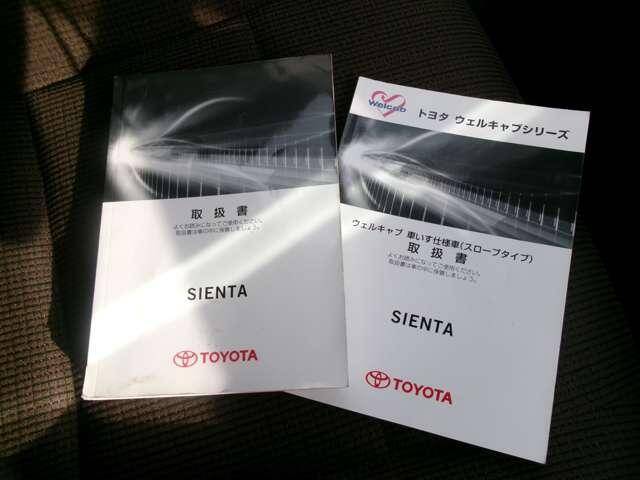 取扱書
よくお読みになってご使用ください。
取扱書は車の中に保管しましょう。
SIENTA
TOYOTA
Welcab
トヨタ ウェルキャブシリーズ
ウェルキャブ 車いす仕様車(スロープタイプ)
取扱書
よくお読みになってご使用ください。
取扱書は車の中に保管しましょう。
SIENTA
TOYOTA